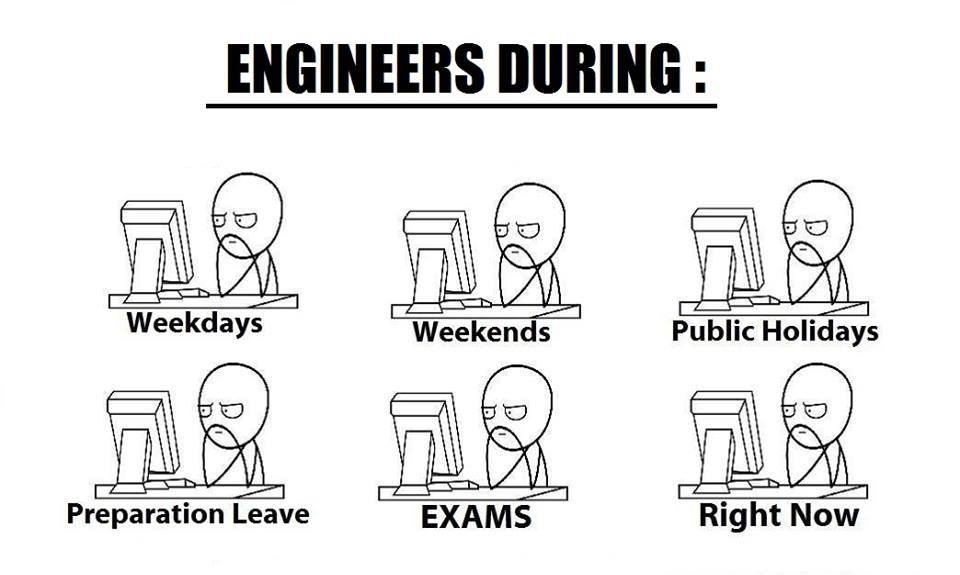 ENGINEERS DURING :
Weekdays
Weekends
Public Holidays
Preparation Leave
EXAMS
Right Now